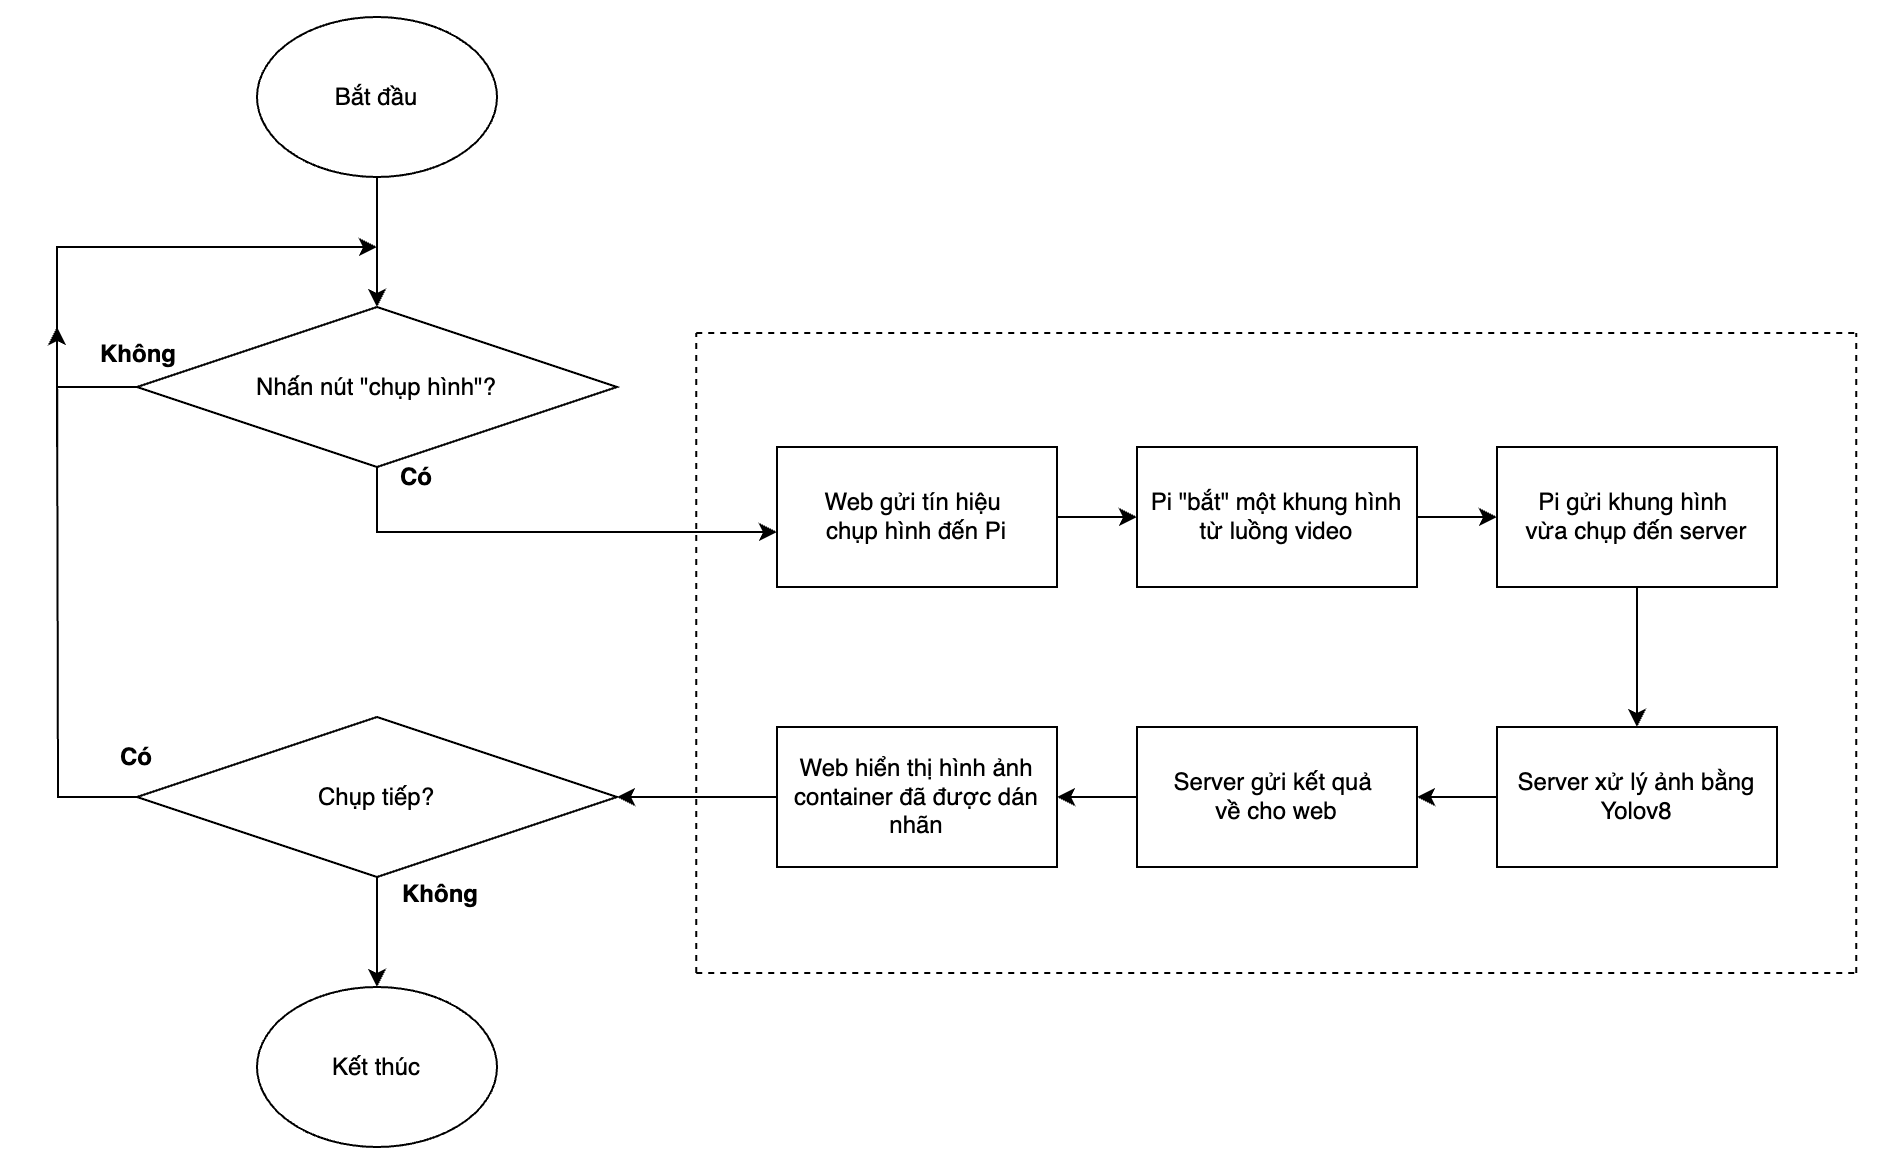 Bắt đầu
Không
Nhấn nút "chụp hình"?
Có
Web gửi tín hiệu
chụp hình đến Pi
Pi "bắt" một khung hình
từ luồng video
Pi gửi khung hình
vừa chụp đến server
Server xử lý ảnh bằng
Yolov8
Server gửi kết quả
về cho web
Web hiển thị hình ảnh
container đã được dán
nhãn
Có
Chụp tiếp?
Không
Kết thúc